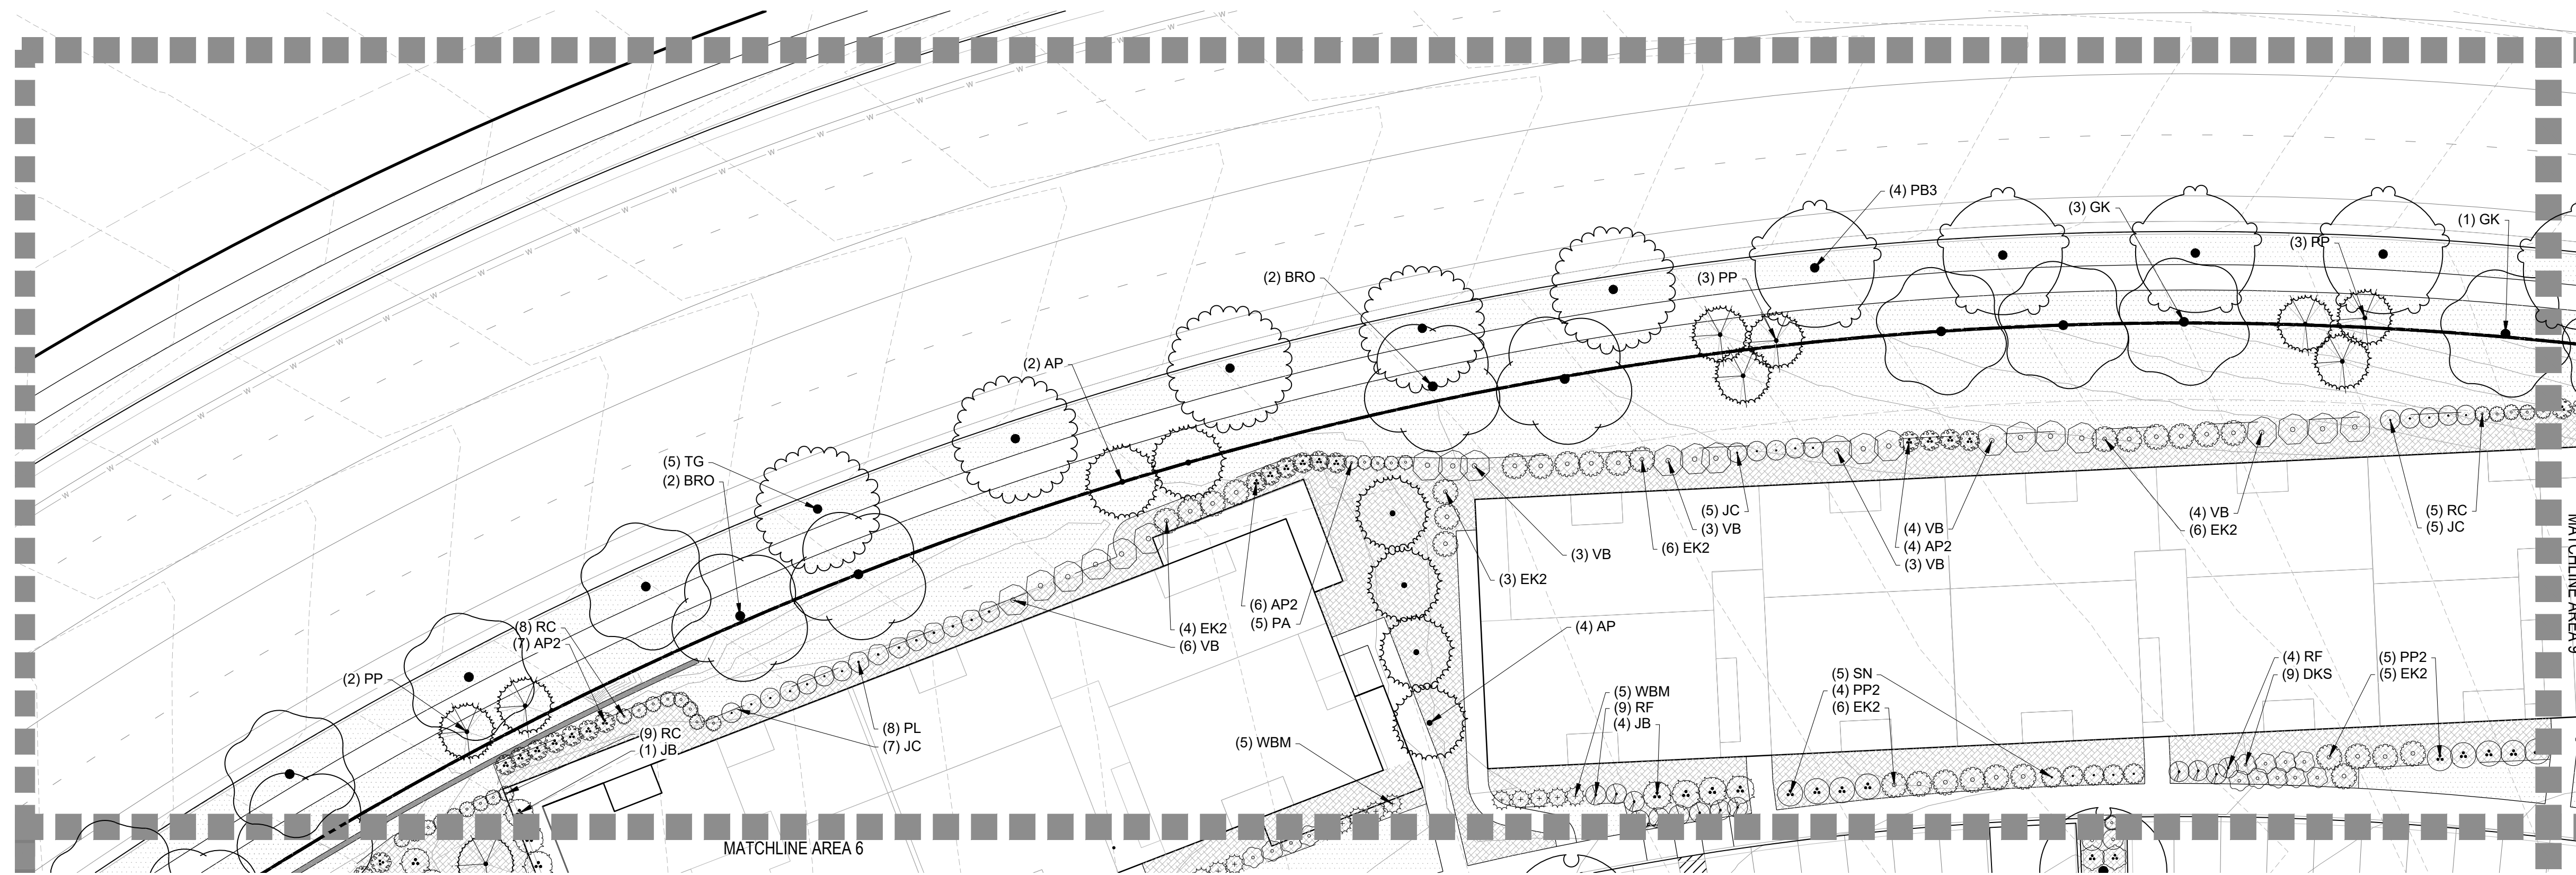 (4) PB3
(3) GK
(1) GK
(3) PP
(2) BRO
(3) PP
(2) AP
(5) TG
(2) BRO
(5) JC
(3) VB
(4) VB
(4) AP2
(3) VB
(4) VB
(6) EK2
(5) RC
(5) JC
(6) EK2
(3) VB
(3) EK2
(6) AP2
(5) PA
(4) EK2
(6) VB
(4) AP
(8) RC
(7) AP2
(2) PP
(9) RC
(1) JB
(8) PL
(7) JC
(5) WBM
(5) WBM
(9) RF
(4) JB
(5) SN
(4) PP2
(6) EK2
(4) RF
(9) DKS
(5) PP2
(5) EK2
MATCHLINE AREA 6
MATCHLINE AREA 9
W W W W W W W W W W W W W W W W W W W W W W W W